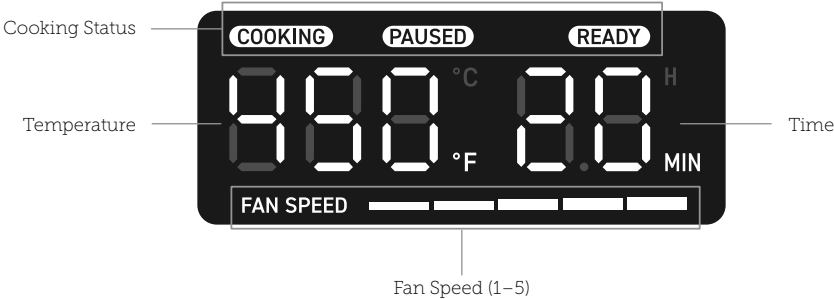 Cooking Status
COOKING PAUSED READY
450 °C 20 H
Temperature
Time
°F MIN
FAN SPEED
Fan Speed (1–5)